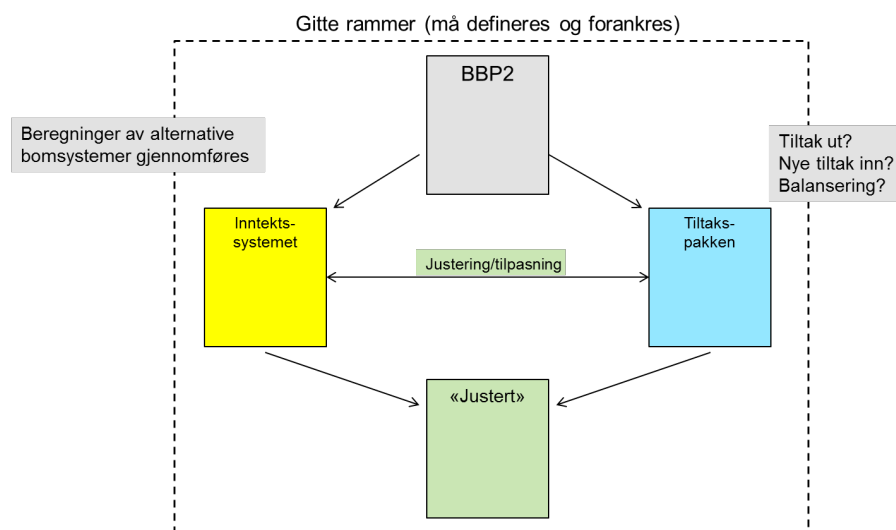 Gitte rammer (må defineres og forankres)
BBP2
Beregninger av alternative
bomsystemer gjennomføres
Tiltak ut?
Nye tiltak inn?
Balansering?
Inntekts-
systemet
Tiltaks-
pakken
Justering/tilpasning
«Justert»